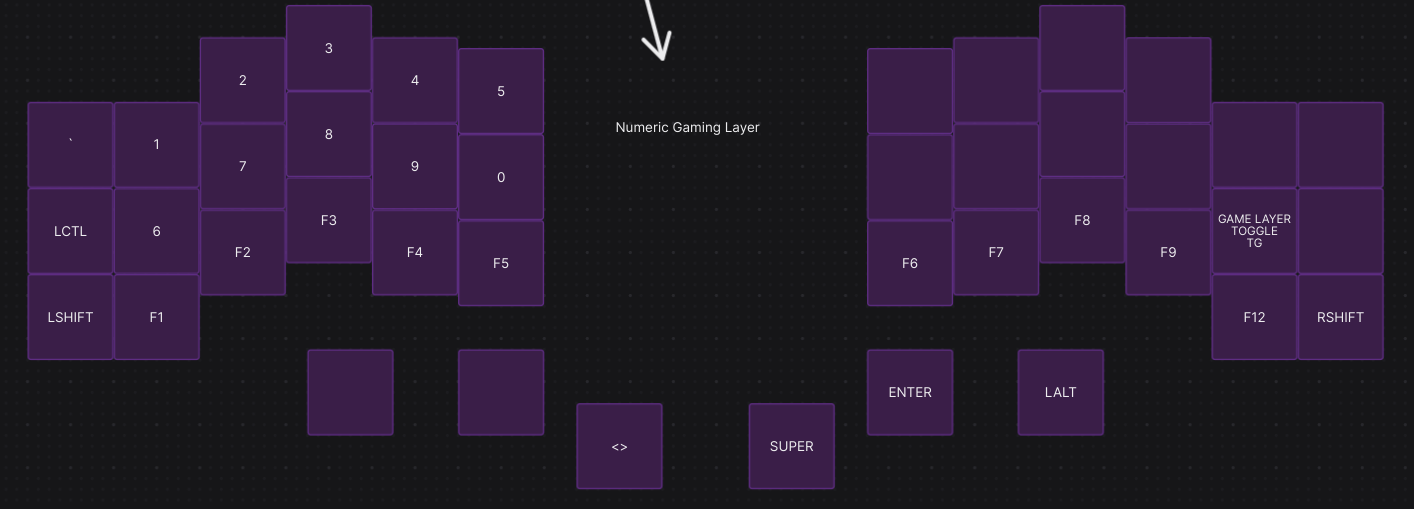 3
2
4
5
Numeric Gaming Layer
`
1
7
8
9
0
LCTL
6
F2
F3
F4
F5
LSHIFT
F1
F6
F7
F8
F9
GAME LAYER
TOGGLE
TG
F12
RSHIFT
<>
SUPER
ENTER
LALT